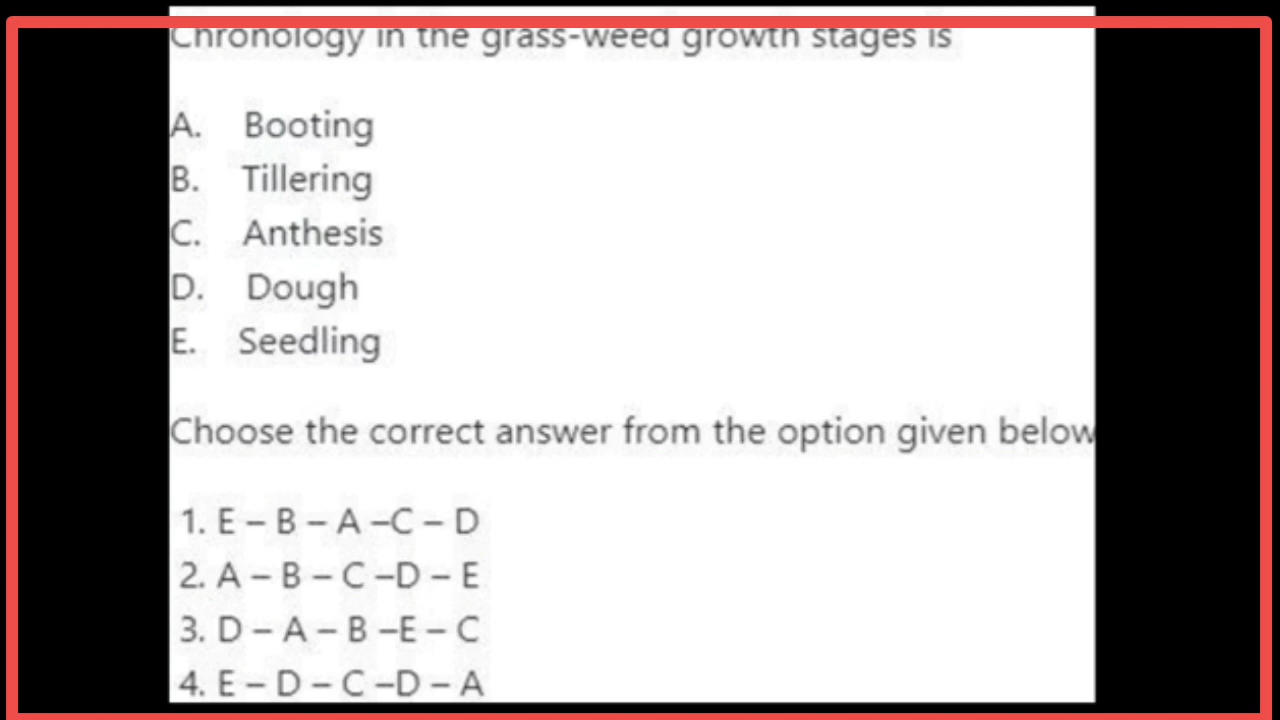 Chronology in the grass-weed growth stages is
A. Booting
B. Tillering
C. Anthesis
D. Dough
E. Seedling
Choose the correct answer from the option given below
1. E – B – A –C – D
2. A – B – C –D – E
3. D – A – B –E – C
4. E – D – C –D – A